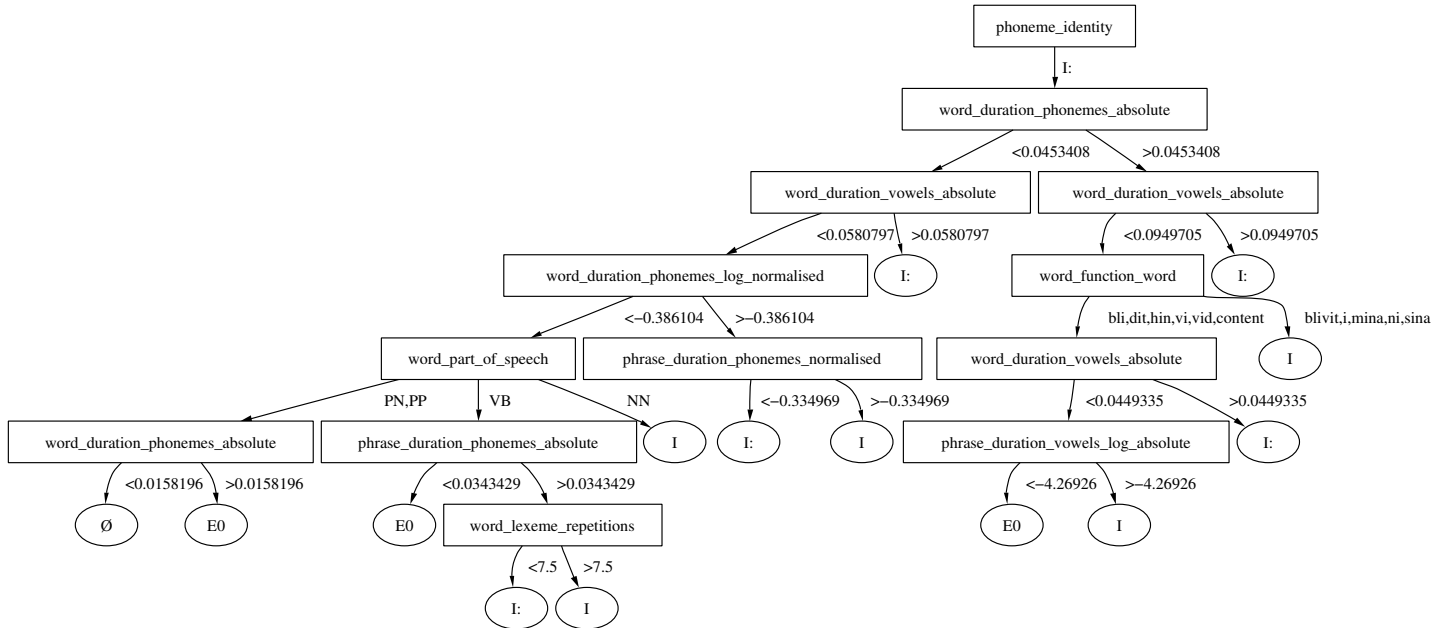 phoneme_identity
I:
word_duration_phonemes_absolute
<0.0453408
>0.0453408
word_duration_vowels_absolute
word_duration_vowels_absolute
<0.0580797
>0.0580797
<0.0949705
>0.0949705
word_duration_phonemes_log_normalised
I:
word_function_word
I:
<−0.386104
>−0.386104
bli,dit,hin,vi,vid,content
blivit,i,mina,ni,sina
word_part_of_speech
phrase_duration_phonemes_normalised
word_duration_vowels_absolute
I
PN,PP
VB
NN
<−0.334969
>−0.334969
<0.0449335
>0.0449335
word_duration_phonemes_absolute
phrase_duration_phonemes_absolute
I
I:
I
phrase_duration_vowels_log_absolute
I:
<0.0158196
>0.0158196
<0.0343429
>0.0343429
<−4.26926
>−4.26926
Ø
E0
E0
word_lexeme_repetitions
E0
I
<7.5
>7.5
I:
I